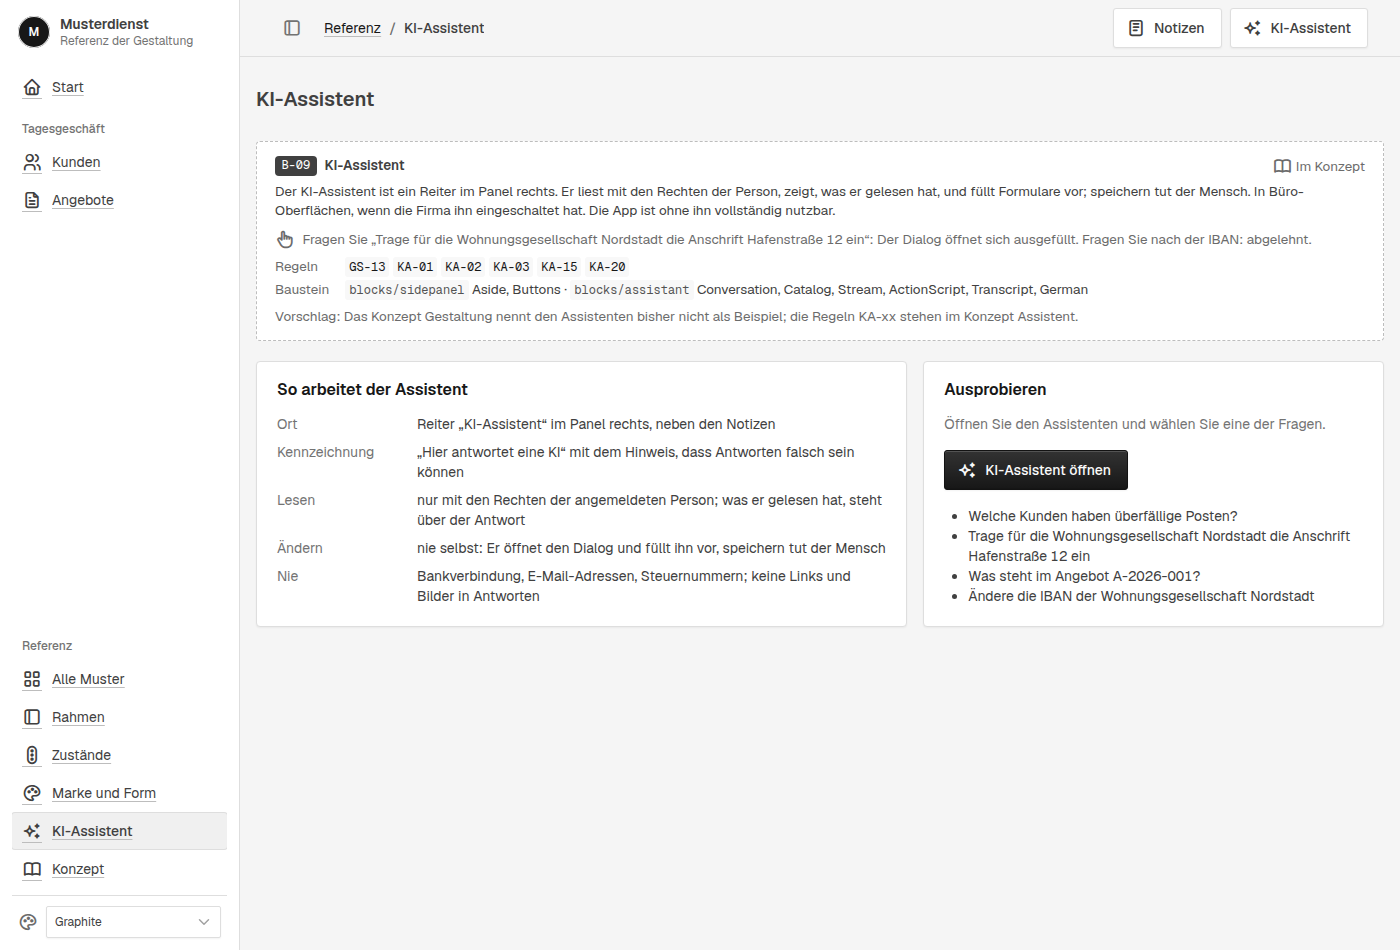 M
Musterdienst
Referenz der Gestaltung
Start
Tagesgeschäft
Kunden
Angebote
Referenz
Alle Muster
Rahmen
Zustände
Marke und Form
KI-Assistent
Konzept
Graphite
Referenz / KI-Assistent
Notizen
KI-Assistent
KI-Assistent
B-09 KI-Assistent
Im Konzept
Der KI-Assistent ist ein Reiter im Panel rechts. Er liest mit den Rechten der Person, zeigt, was er gelesen hat, und füllt Formulare vor; speichern tut der Mensch. In Büro-
Oberflächen, wenn die Firma ihn eingeschaltet hat. Die App ist ohne ihn vollständig nutzbar.
Fragen Sie „Trage für die Wohnungsgesellschaft Nordstadt die Anschrift Hafenstraße 12 ein“: Der Dialog öffnet sich ausgefüllt. Fragen Sie nach der IBAN: abgelehnt.
Regeln GS-13 KA-01 KA-02 KA-03 KA-15 KA-20
Baustein blocks/sidepanel Aside, Buttons · blocks/assistant Conversation, Catalog, Stream, ActionScript, Transcript, German
Vorschlag: Das Konzept Gestaltung nennt den Assistenten bisher nicht als Beispiel; die Regeln KA-xx stehen im Konzept Assistent.
So arbeitet der Assistent
Ort Reiter „KI-Assistent“ im Panel rechts, neben den Notizen
Kennzeichnung „Hier antwortet eine KI“ mit dem Hinweis, dass Antworten falsch sein
können
Lesen nur mit den Rechten der angemeldeten Person; was er gelesen hat, steht
über der Antwort
Ändern nie selbst: Er öffnet den Dialog und füllt ihn vor, speichern tut der Mensch
Nie Bankverbindung, E-Mail-Adressen, Steuernummern; keine Links und
Bilder in Antworten
Ausprobieren
Öffnen Sie den Assistenten und wählen Sie eine der Fragen.
KI-Assistent öffnen
• Welche Kunden haben überfällige Posten?
• Trage für die Wohnungsgesellschaft Nordstadt die Anschrift
Hafenstraße 12 ein
• Was steht im Angebot A-2026-001?
• Ändere die IBAN der Wohnungsgesellschaft Nordstadt